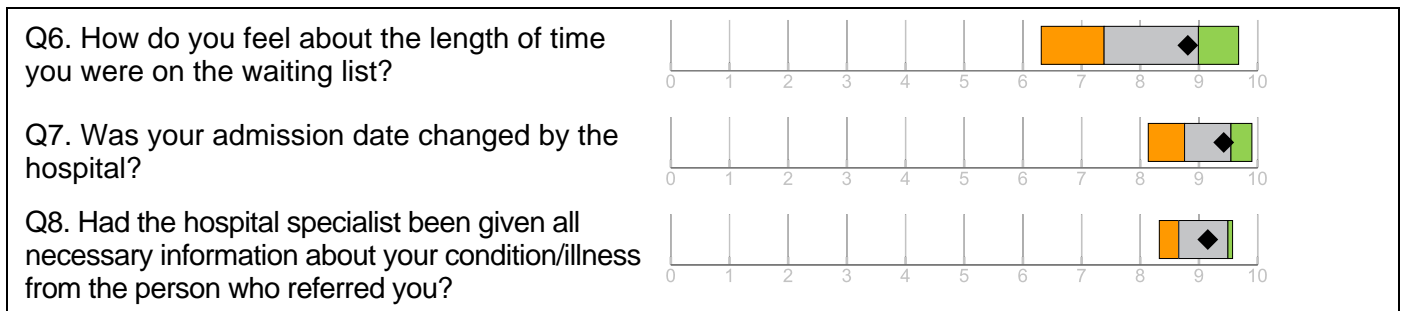 Q6. How do you feel about the length of time
you were on the waiting list?
0 1 2 3 4 5 6 7 8 9 10
Q7. Was your admission date changed by the
hospital?
0 1 2 3 4 5 6 7 8 9 10
Q8. Had the hospital specialist been given all
necessary information about your condition/illness
from the person who referred you?
0 1 2 3 4 5 6 7 8 9 10